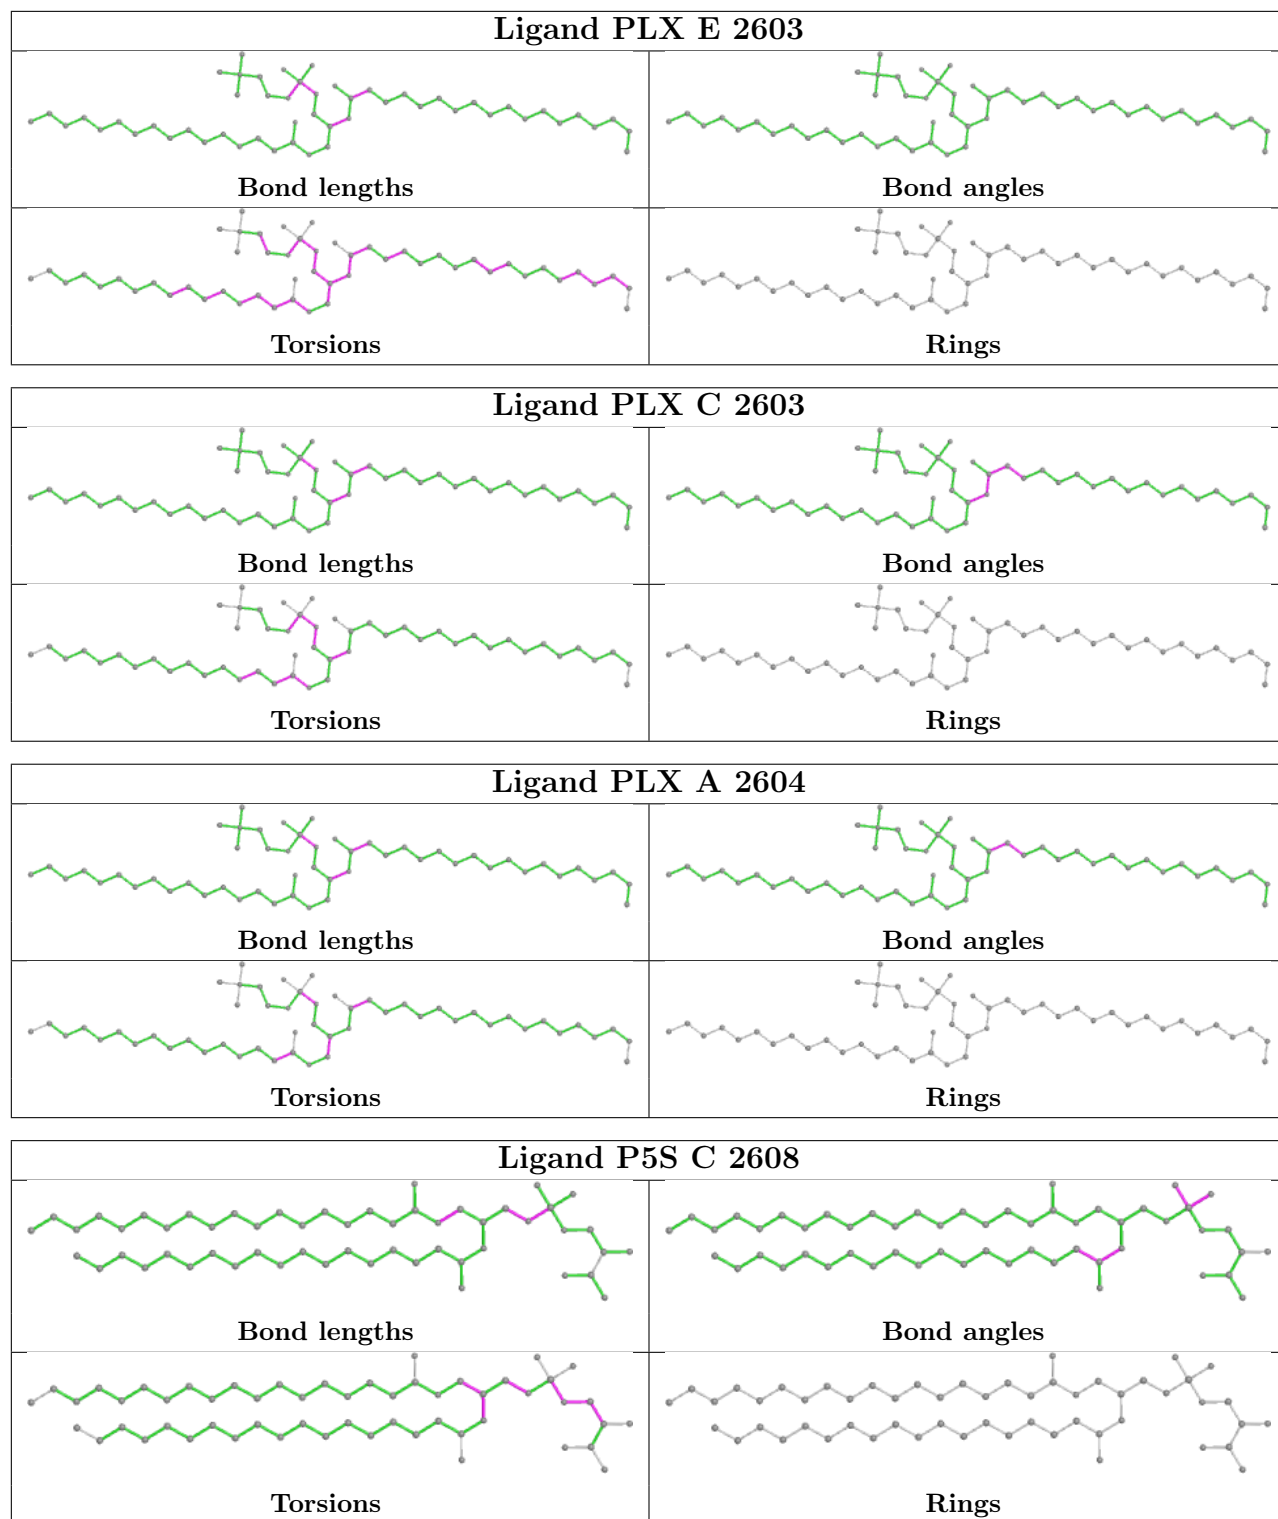 Ligand PLX E 2603
Bond lengths
Bond angles
Torsions
Rings
Ligand PLX C 2603
Bond lengths
Bond angles
Torsions
Rings
Ligand PLX A 2604
Bond lengths
Bond angles
Torsions
Rings
Ligand P5S C 2608
Bond lengths
Bond angles
Torsions
Rings